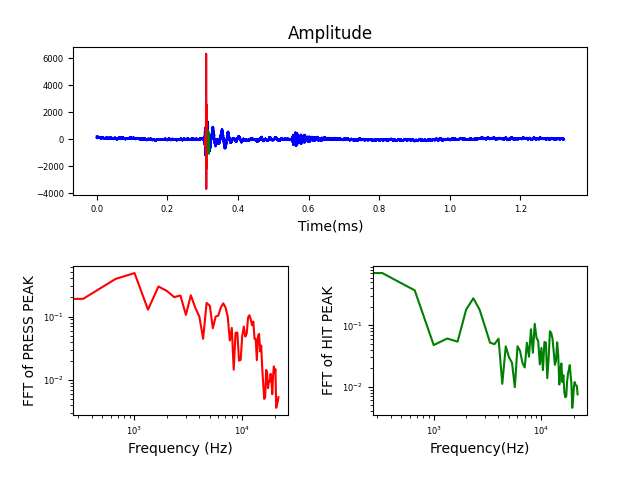 Amplitude
6000
4000
2000
0
−2000
−4000
0.0 0.2 0.4 0.6 0.8 1.0 1.2
Time(ms)
FFT of PRESS PEAK
10⁻¹
10⁻²
10³ 10⁴
Frequency (Hz)
FFT of HIT PEAK
10⁻¹
10⁻²
10³ 10⁴
Frequency(Hz)